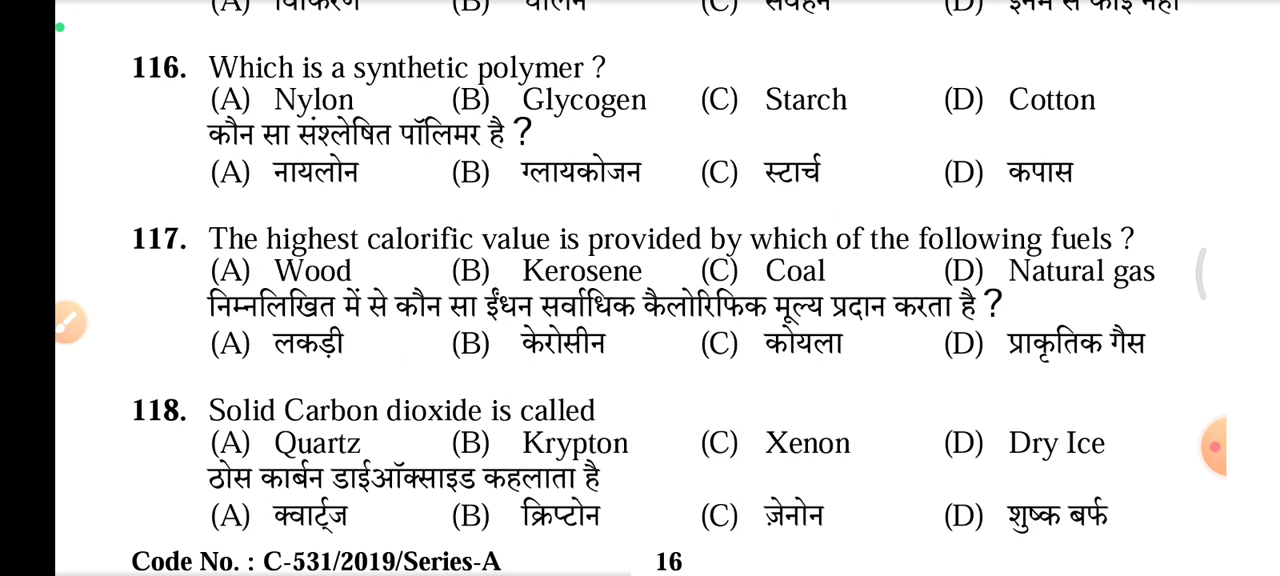 116. Which is a synthetic polymer ?
(A) Nylon (B) Glycogen (C) Starch (D) Cotton
कौन सा संश्लेषित पॉलिमर है ?
(A) नायलोन (B) ग्लायकोजन (C) स्टार्च (D) कपास
117. The highest calorific value is provided by which of the following fuels ?
(A) Wood (B) Kerosene (C) Coal (D) Natural gas
निम्नलिखित में से कौन सा ईंधन सर्वाधिक कैलोरिफिक मूल्य प्रदान करता है ?
(A) लकड़ी (B) केरोसीन (C) कोयला (D) प्राकृतिक गैस
118. Solid Carbon dioxide is called
(A) Quartz (B) Krypton (C) Xenon (D) Dry Ice
ठोस कार्बन डाईऑक्साइड कहलाता है
(A) क्वार्ट्ज (B) क्रिप्टोन (C) ज़ेनोन (D) शुष्क बर्फ
Code No. : C-531/2019/Series-A 16